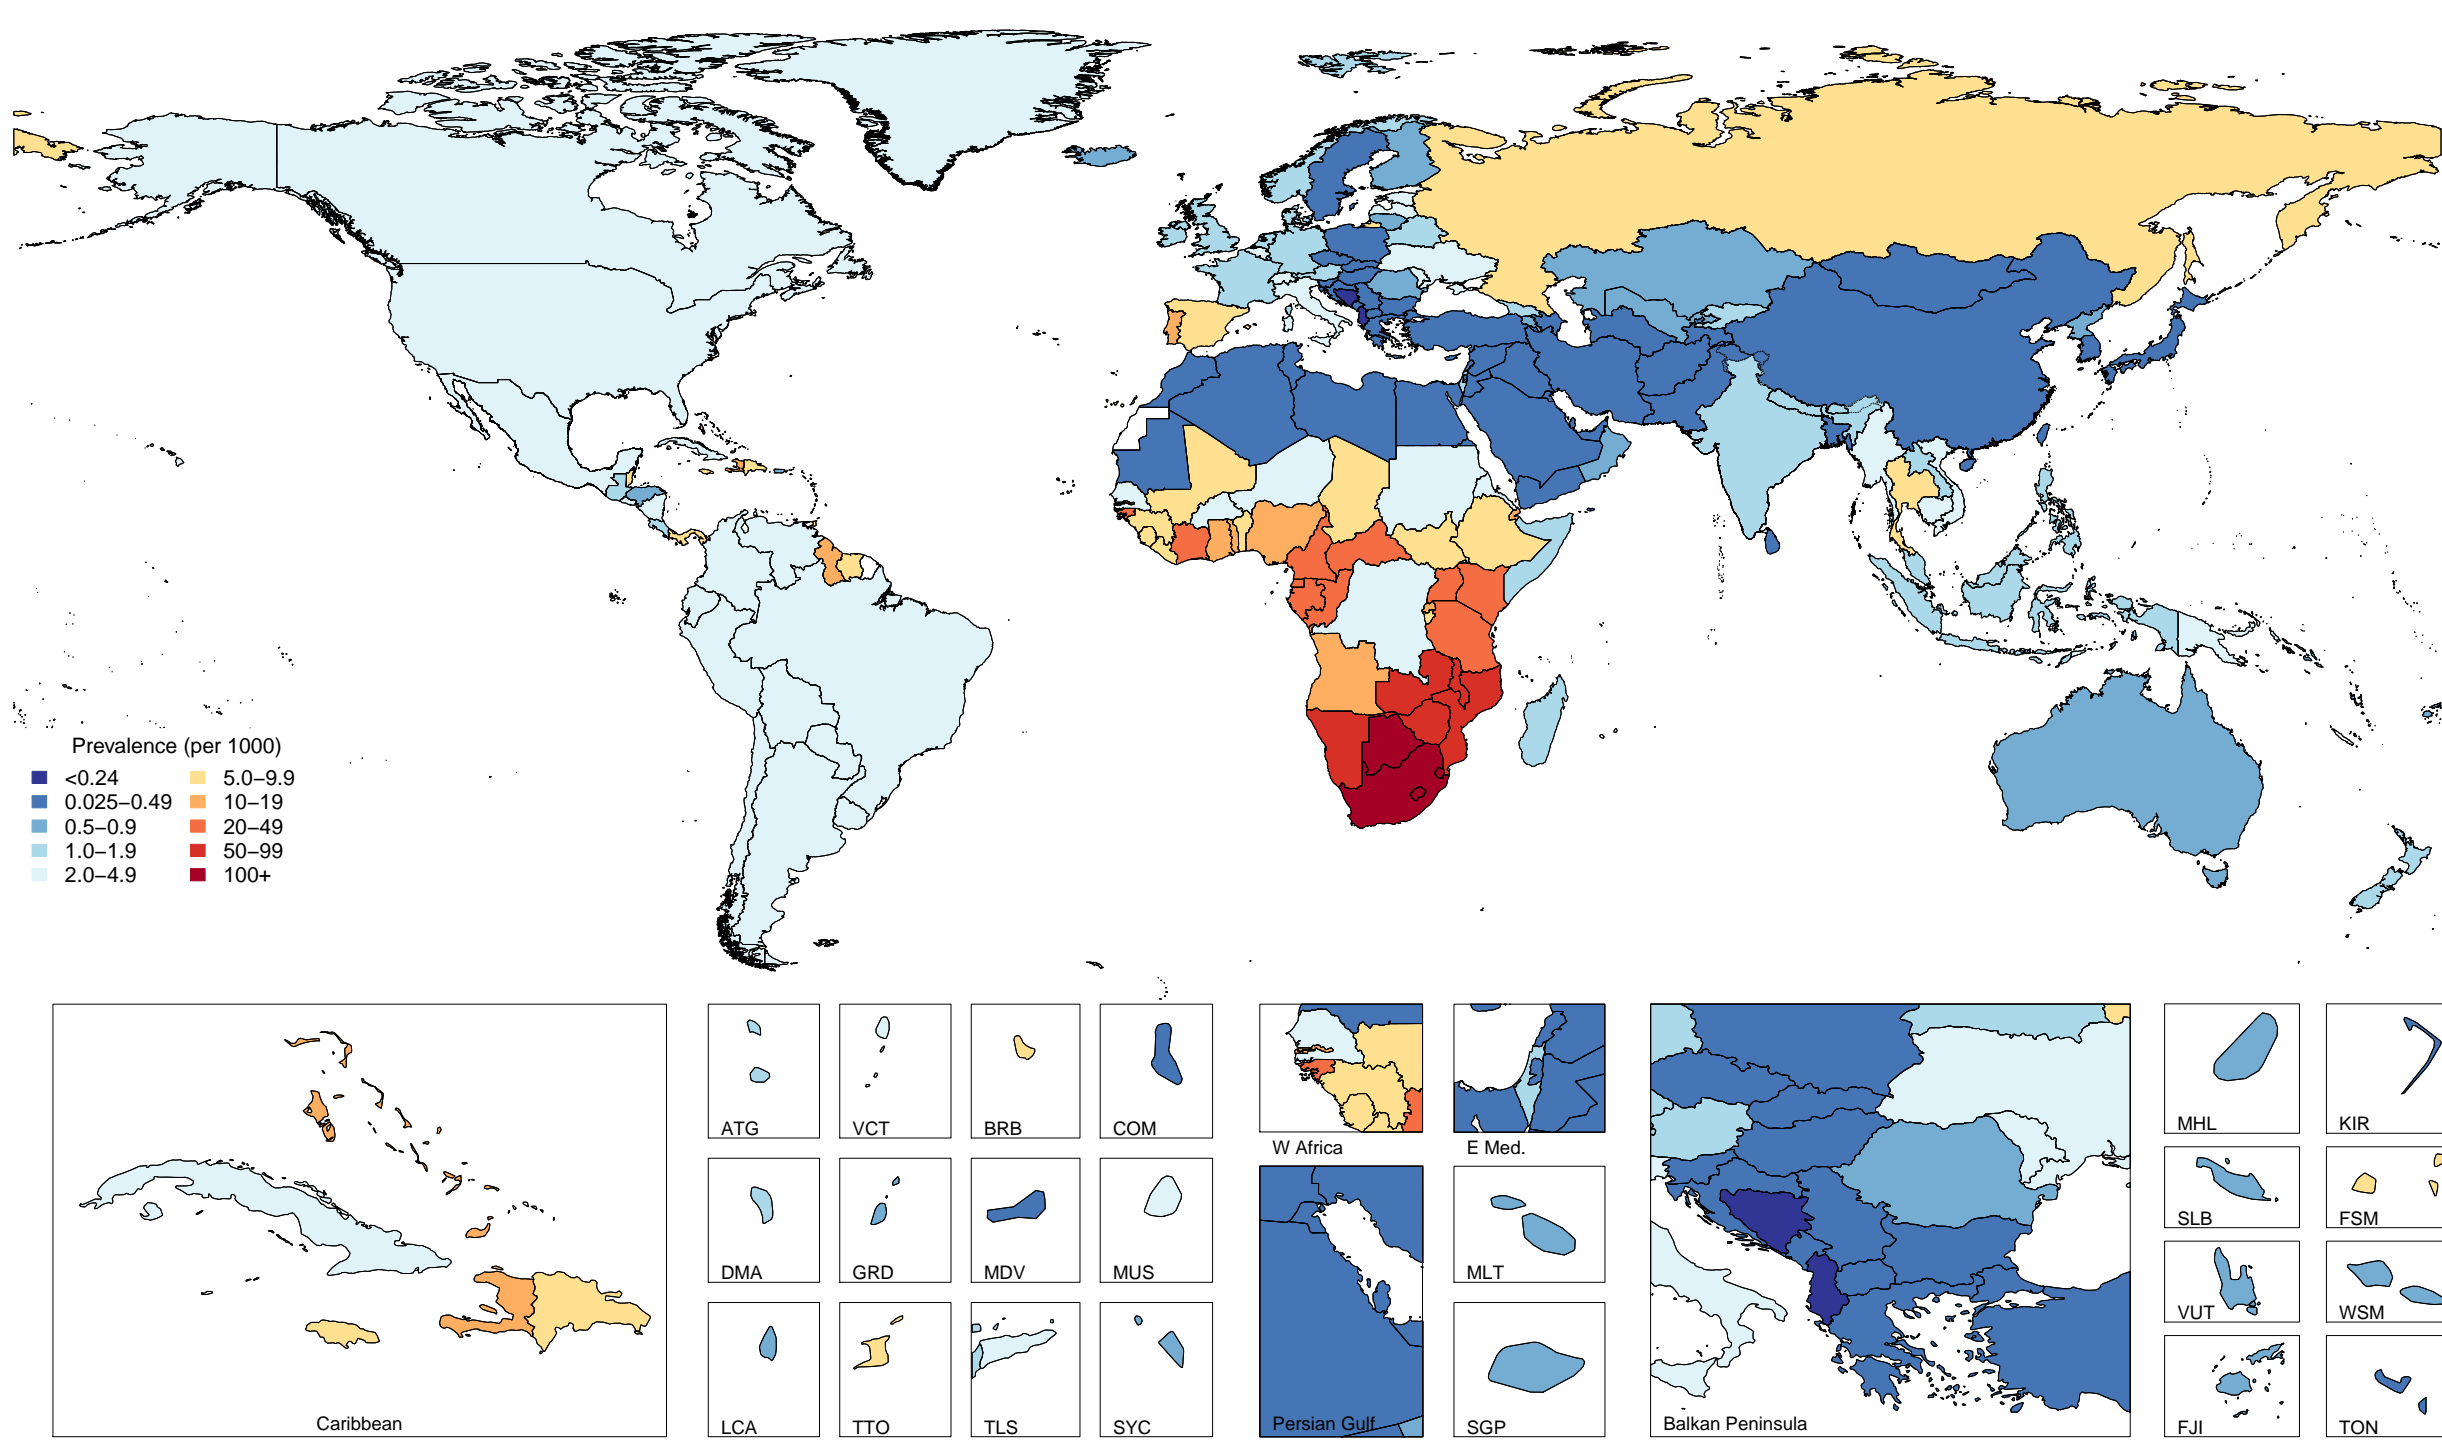 Prevalence (per 1000)
<0.24
0.025−0.49
0.5−0.9
1.0−1.9
2.0−4.9
5.0−9.9
10−19
20−49
50−99
100+
Caribbean
ATG
VCT
BRB
COM
DMA
GRD
MDV
MUS
LCA
TTO
TLS
SYC
W Africa
E Med.
Persian Gulf
MLT
SGP
Balkan Peninsula
MHL
KIR
SLB
FSM
VUT
WSM
FJI
TON